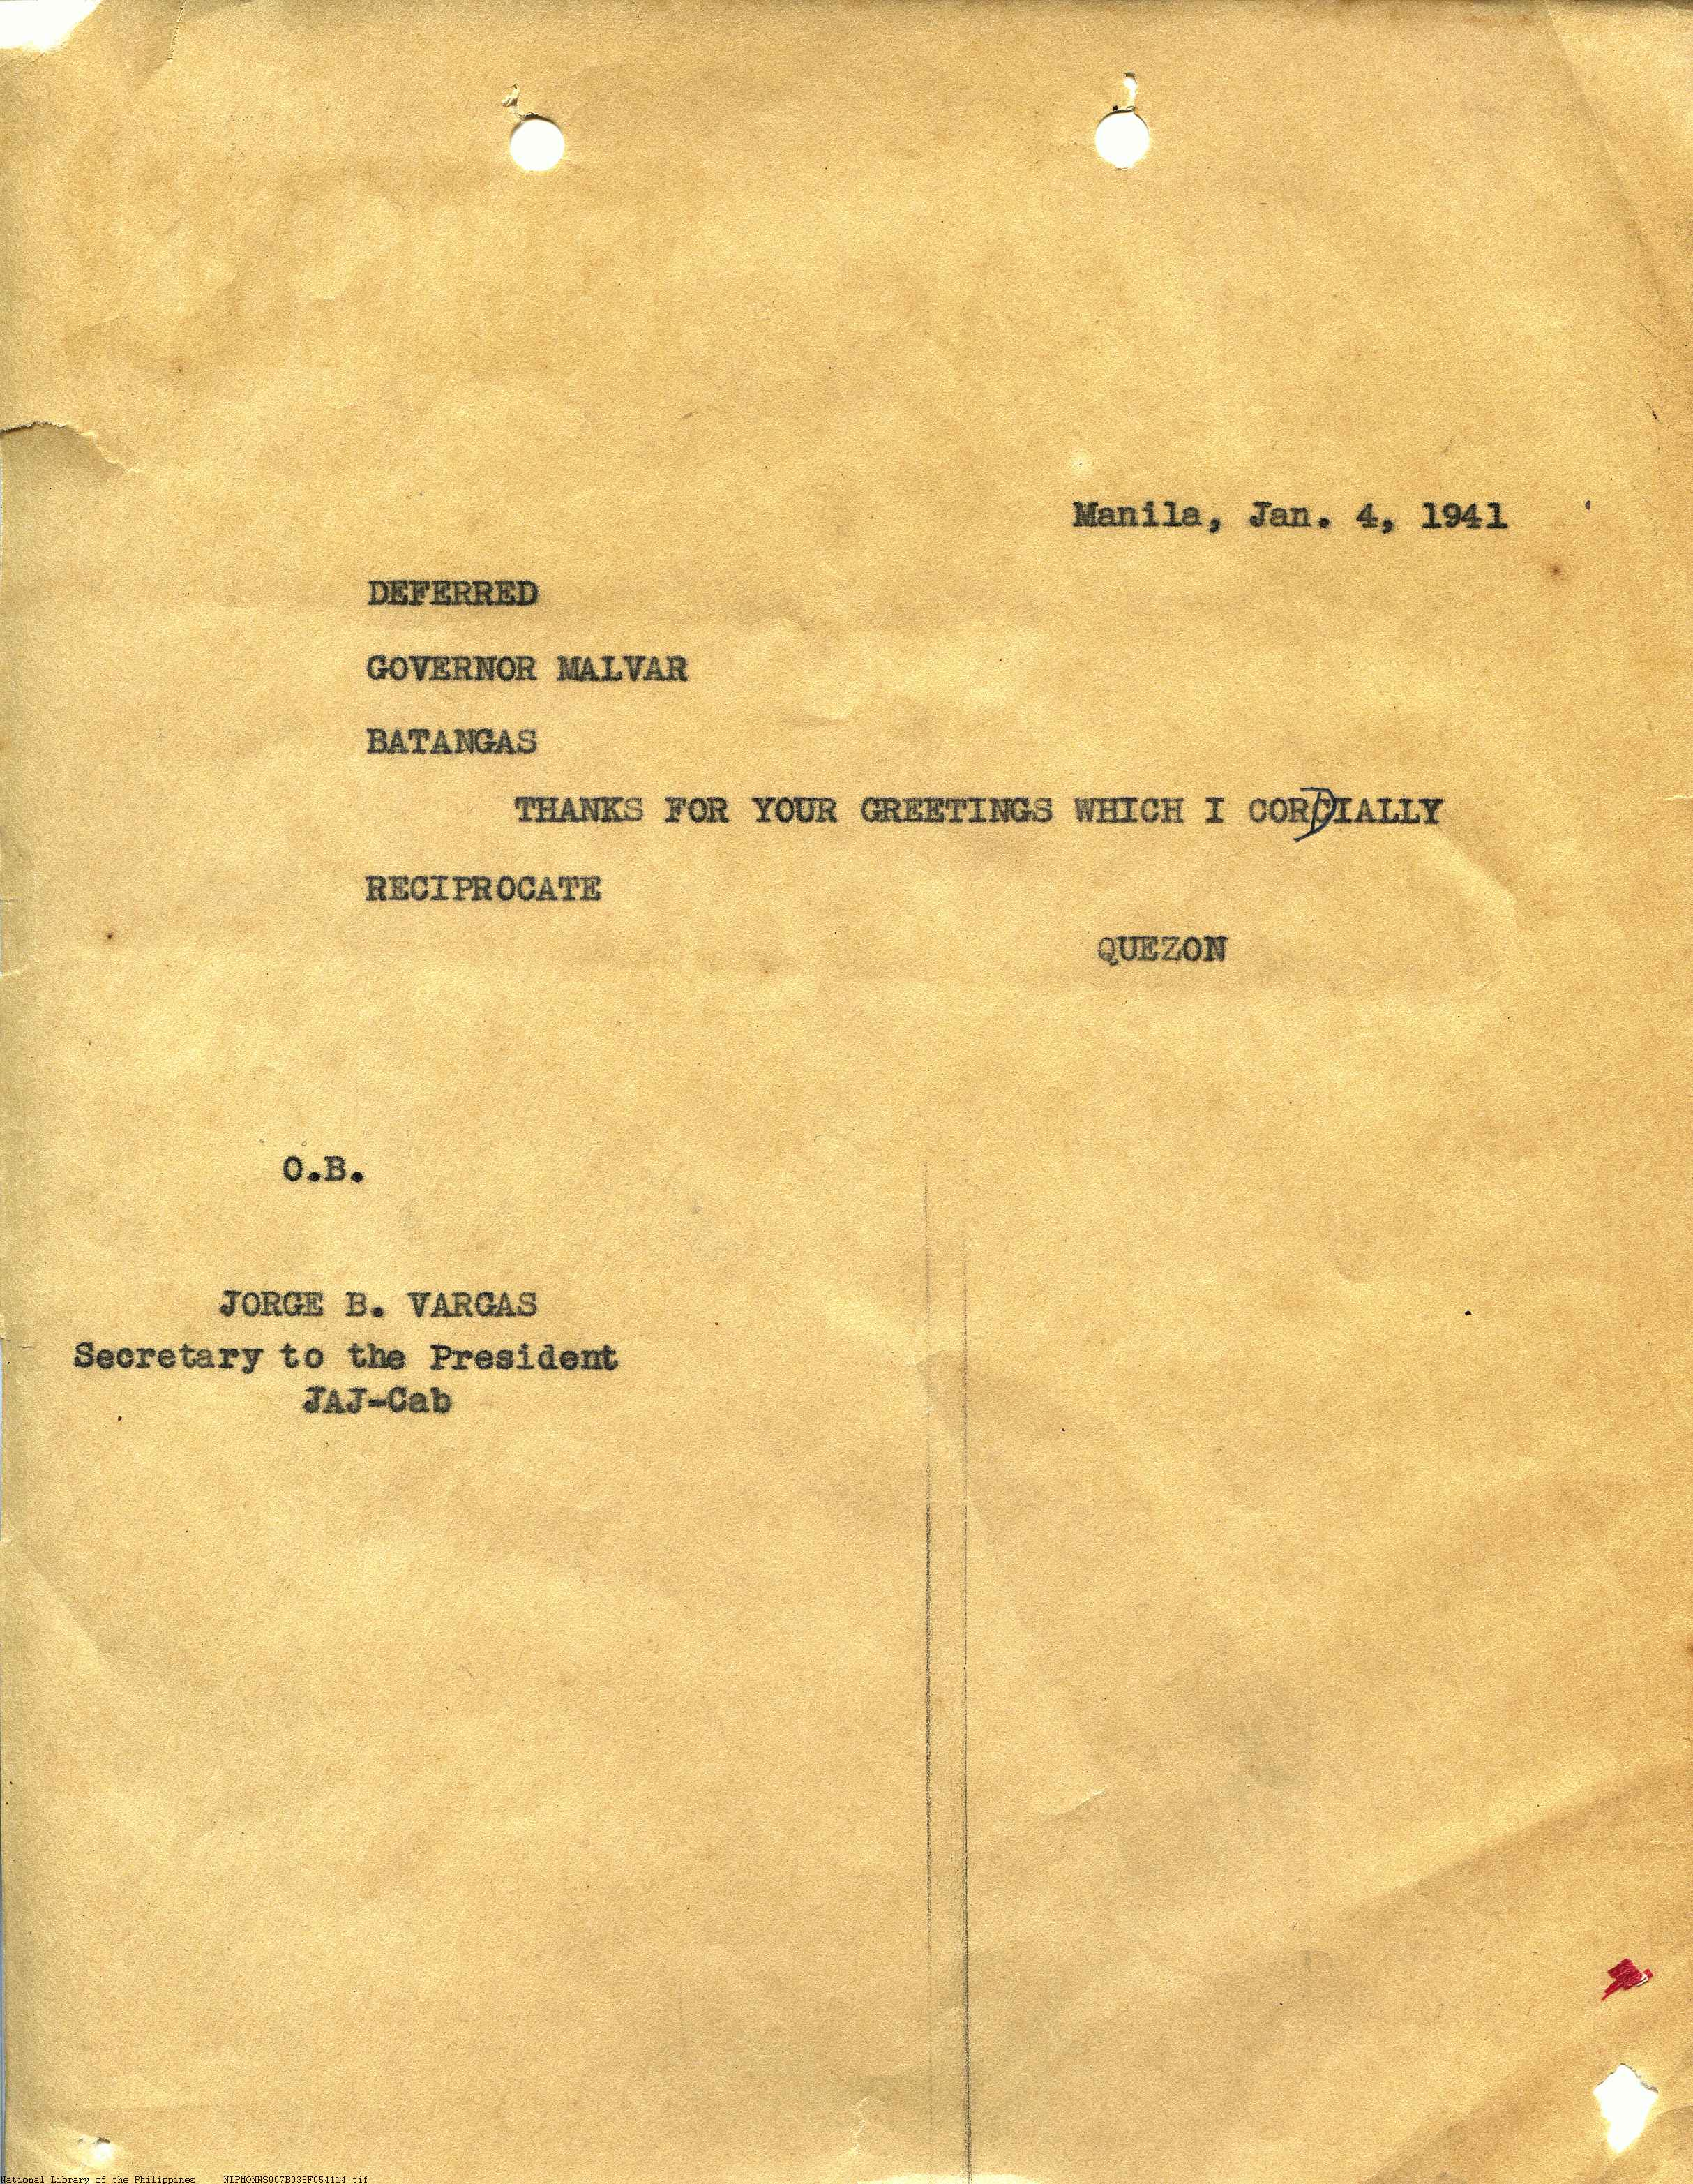 Manila, Jan. 4, 1941
DEFERRED
GOVERNOR MALVAR
BATANGAS
THANKS FOR YOUR GREETINGS WHICH I CORDIALLY
RECIPROCATE
QUEZON
O.B.
JORGE B. VARGAS
Secretary to the President
JAJ-Cab
National Library of the Philippines NLPMQMNS007B038F054114.tif